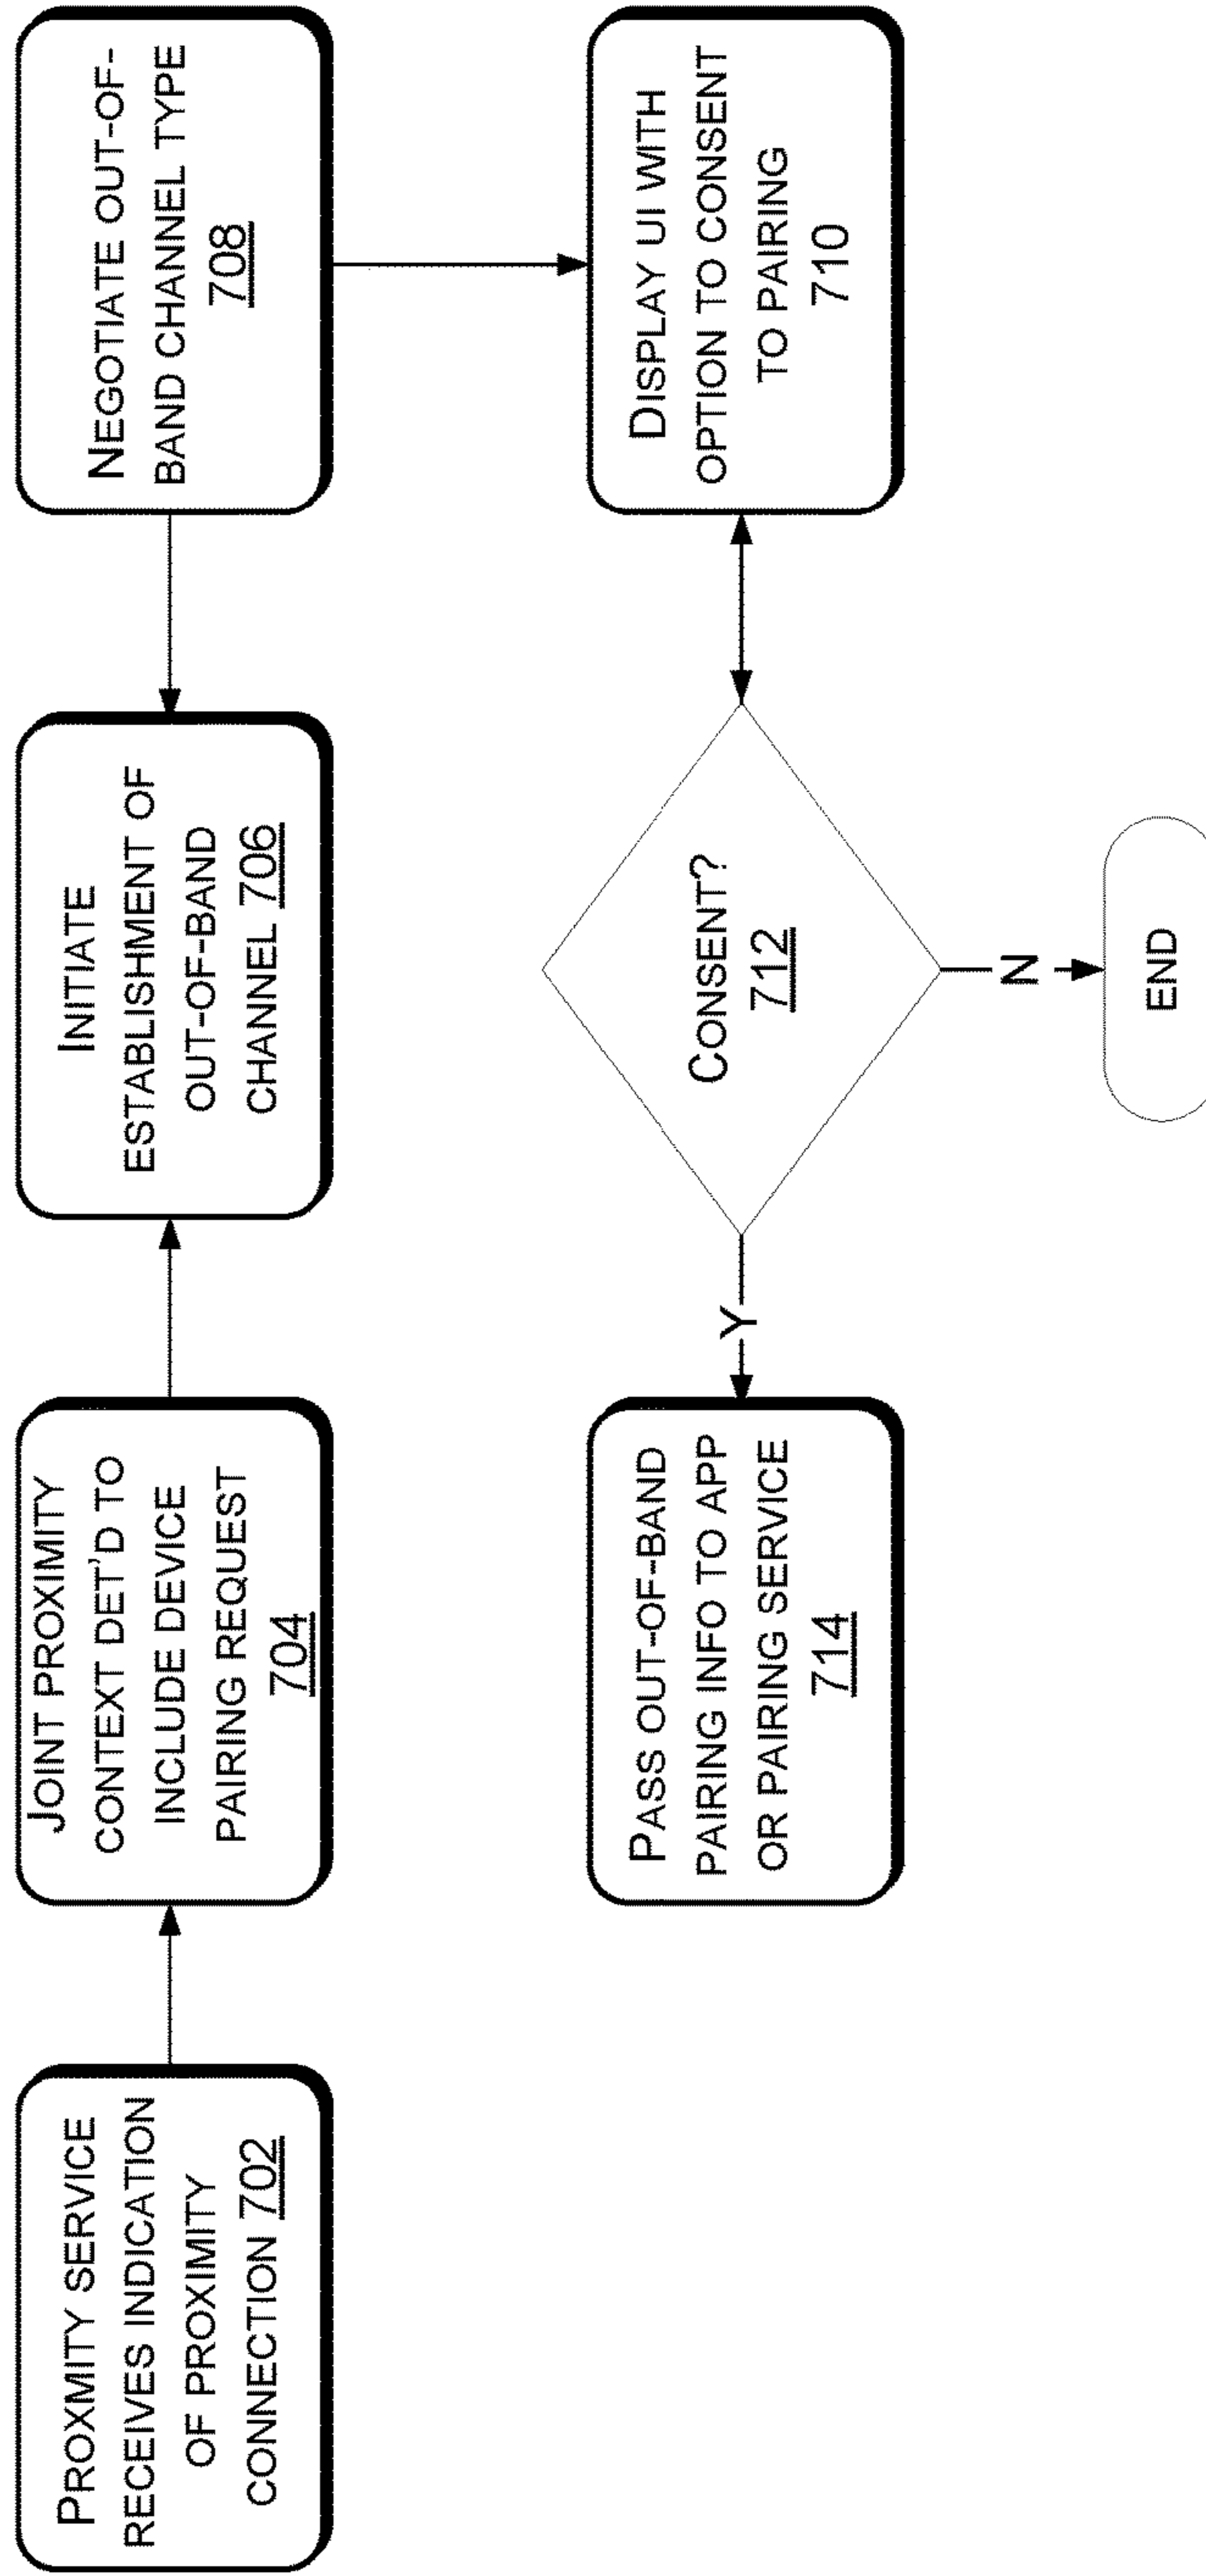 PROXMITY SERVICE
RECEIVES INDICATION
OF PROXIMITY
CONNECTION 702
JOINT PROXIMITY
CONTEXT DET'D TO
INCLUDE DEVICE
PAIRING REQUEST
704
INITIATE
ESTABLISHMENT OF
OUT-OF-BAND
CHANNEL 706
NEGOTIATE OUT-OF-
BAND CHANNEL TYPE
708
DISPLAY UI WITH
OPTION TO CONSENT
TO PAIRING
710
CONSENT?
712
Y
N
PASS OUT-OF-BAND
PAIRING INFO TO APP
OR PAIRING SERVICE
714
END